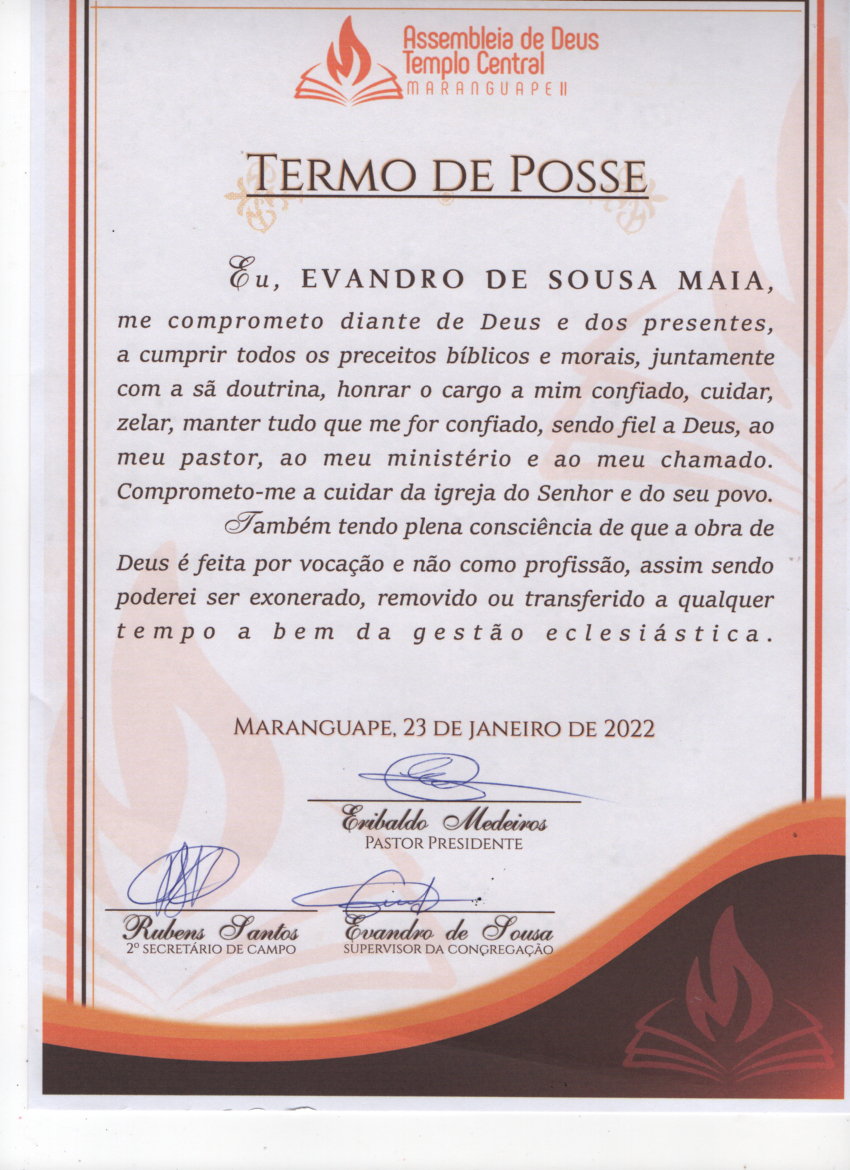 Assembleia de Deus
Templo Central
MARANGUAPE II
TERMO DE POSSE
Eu, EVANDRO DE SOUSA MAIA,
me comprometo diante de Deus e dos presentes,
a cumprir todos os preceitos bíblicos e morais, juntamente
com a sã doutrina, honrar o cargo a mim confiado, cuidar,
zelar, manter tudo que me for confiado, sendo fiel a Deus, ao
meu pastor, ao meu ministério e ao meu chamado.
Comprometo-me a cuidar da igreja do Senhor e do seu povo.
Também tendo plena consciência de que a obra de
Deus é feita por vocação e não como profissão, assim sendo
poderei ser exonerado, removido ou transferido a qualquer
tempo a bem da gestão eclesiástica.
MARANGUAPE, 23 DE JANEIRO DE 2022
Eribaldo Medeiros
PASTOR PRESIDENTE
Rubens Santos
2º SECRETÁRIO DE CAMPO
Evandro de Sousa
SUPERVISOR DA CONGREGAÇÃO